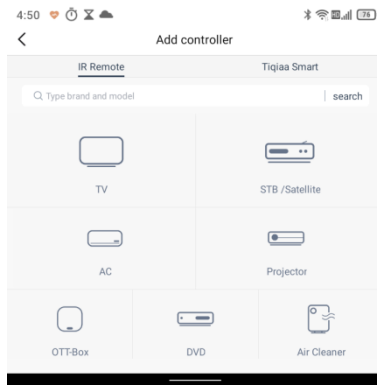 4:50
76
Add controller
IR Remote
Tiqiaa Smart
Type brand and model
search
TV
STB /Satellite
AC
Projector
OTT-Box
DVD
Air Cleaner